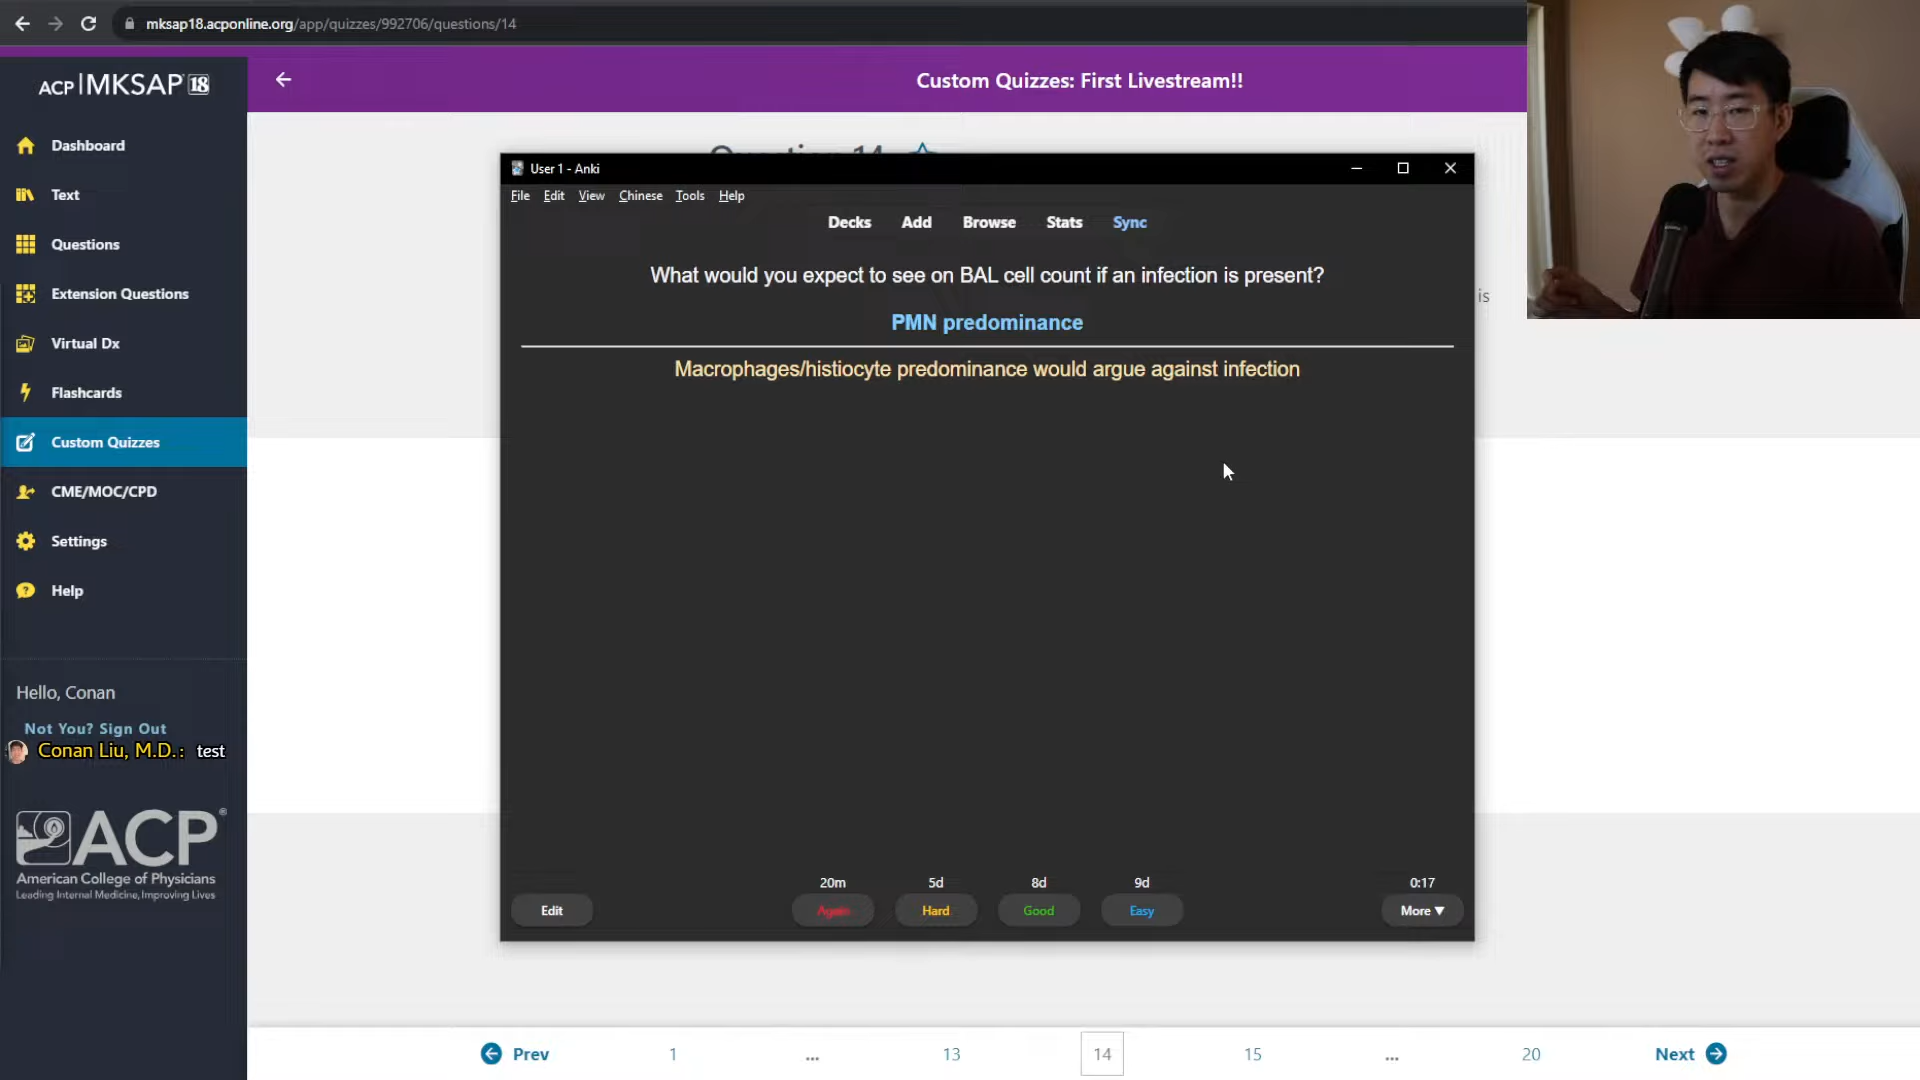 mksap18.acponline.org/app/quizzes/992706/questions/14
ACP MKSAP 18
Custom Quizzes: First Livestream!!
Dashboard
Text
Questions
Extension Questions
Virtual Dx
Flashcards
Custom Quizzes
CME/MOC/CPD
Settings
Help
Hello, Conan
Not You? Sign Out
Conan Liu, M.D.: test
ACP®
American College of Physicians
Leading Internal Medicine, Improving Lives
Question 14
is
User 1 - Anki
File Edit View Chinese Tools Help
Decks Add Browse Stats Sync
What would you expect to see on BAL cell count if an infection is present?
PMN predominance
Macrophages/histiocyte predominance would argue against infection
20m 5d 8d 9d 0:17
Edit Again Hard Good Easy More ▼
Prev 1 ... 13 14 15 ... 20 Next